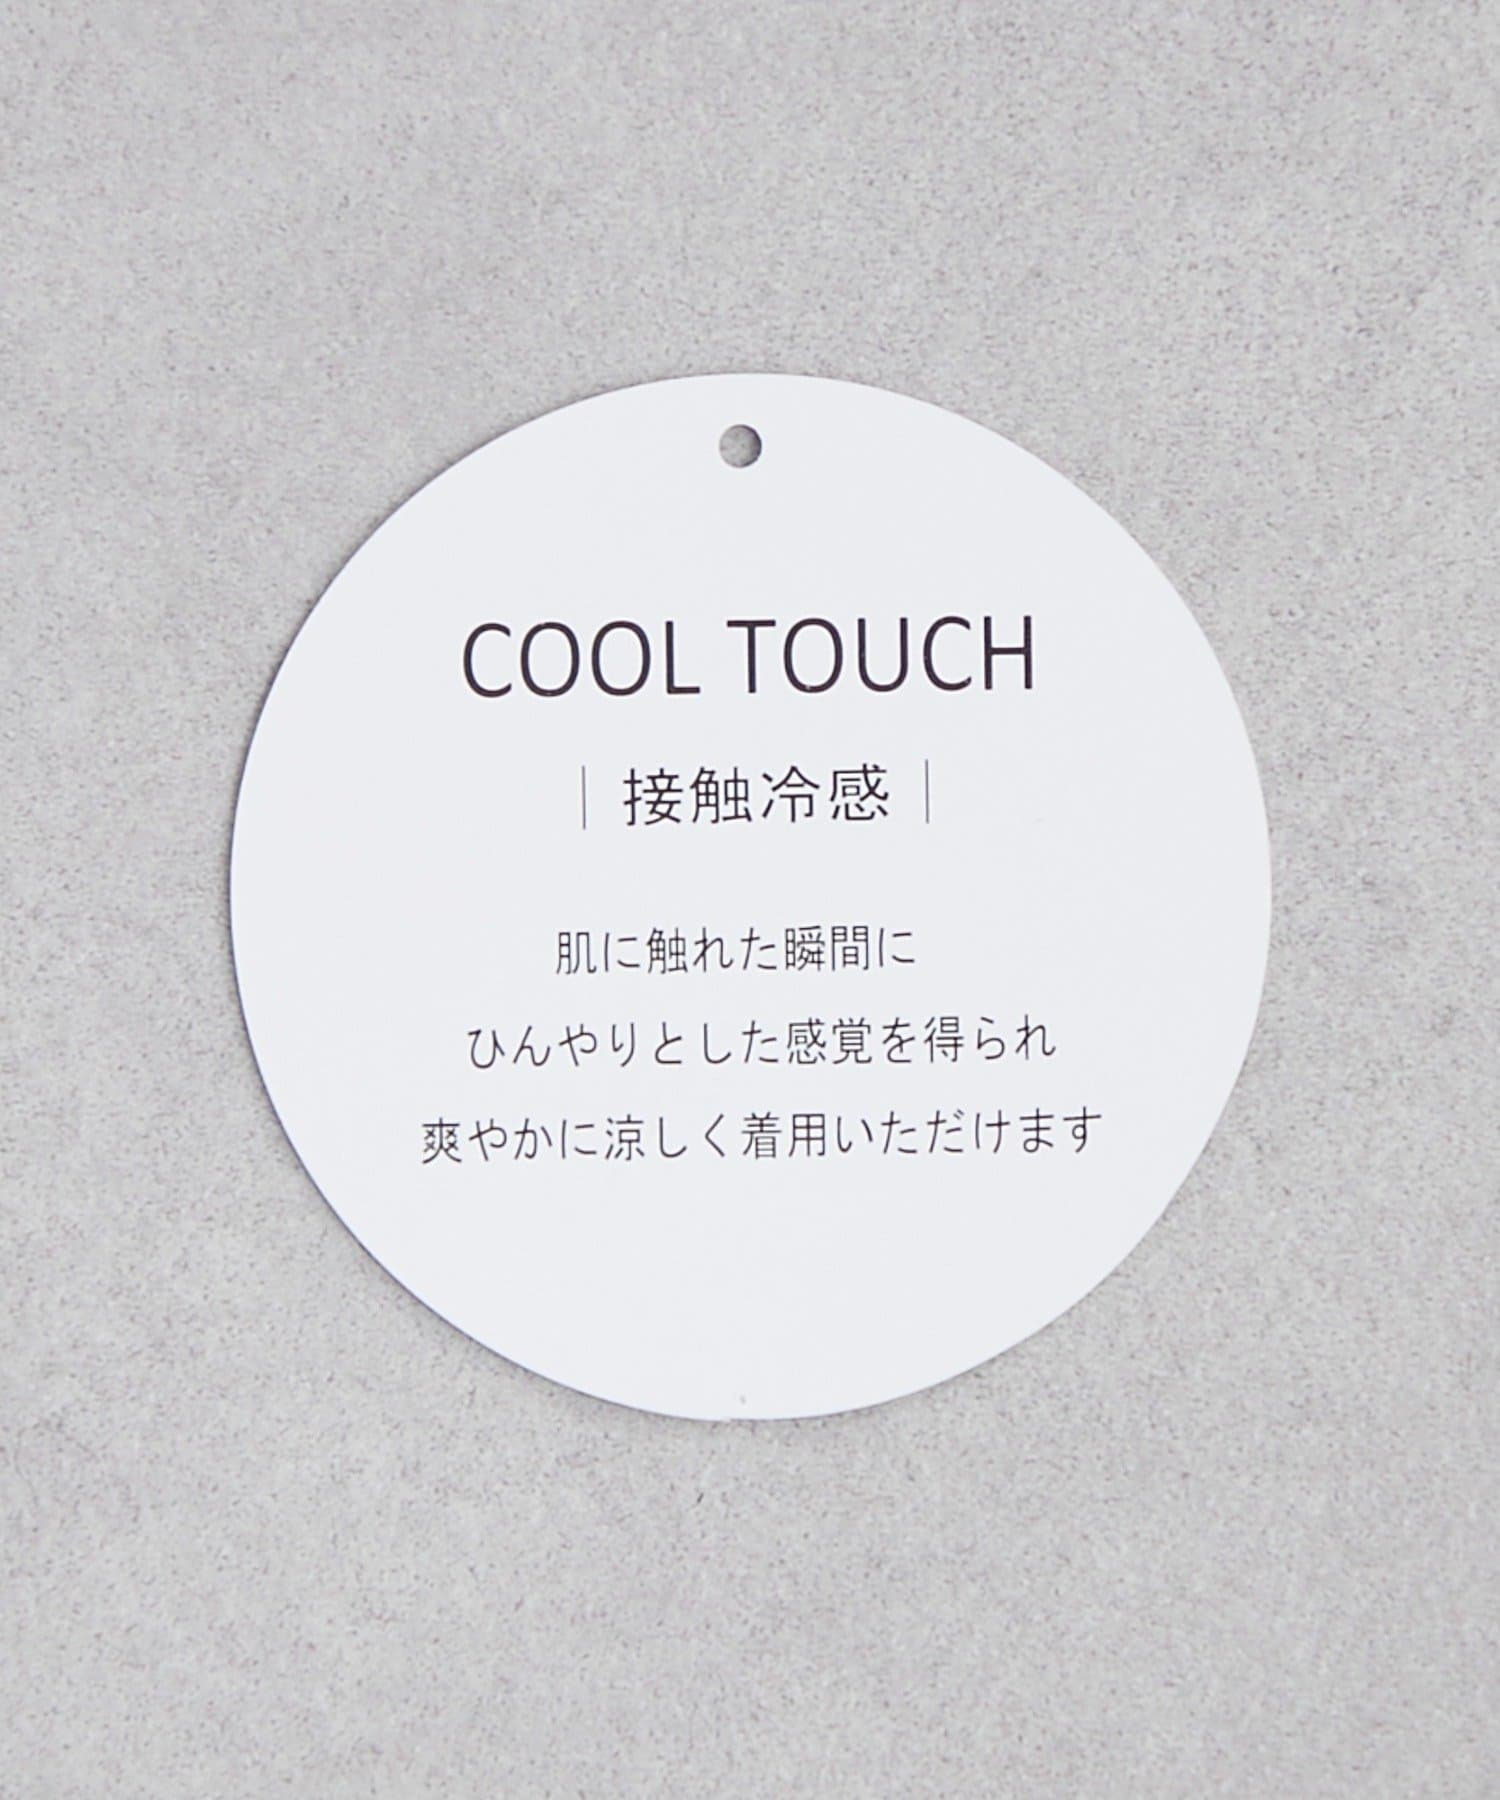 COOL TOUCH
｜接触冷感｜
肌に触れた瞬間に
ひんやりとした感覚を得られ
爽やかに涼しく着用いただけます